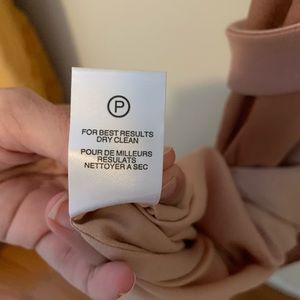 P
FOR BEST RESULTS
DRY CLEAN
POUR DE MILLEURS
RESULATS
NETTOYER A SEC